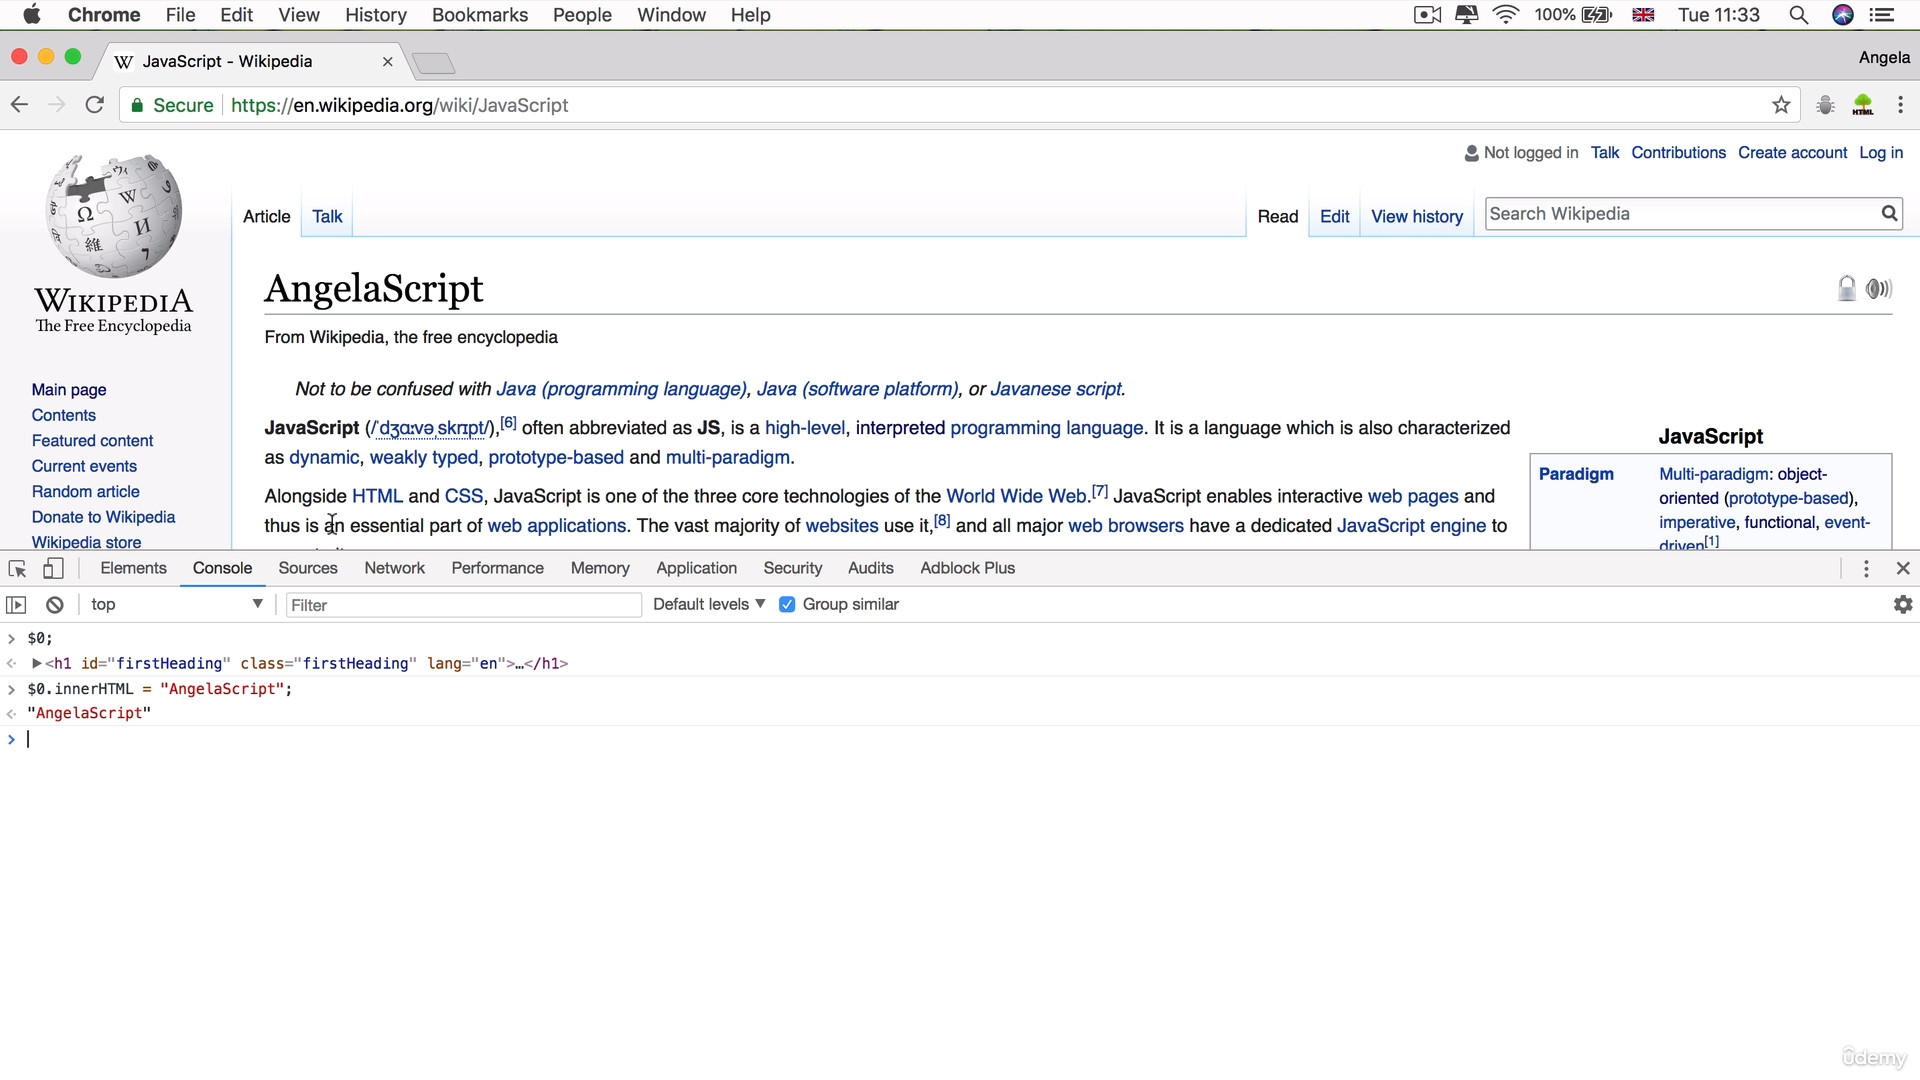 Chrome File Edit View History Bookmarks People Window Help 100% Tue 11:33
JavaScript - Wikipedia
Angela
Secure https://en.wikipedia.org/wiki/JavaScript
HTML
Not logged in Talk Contributions Create account Log in
Article Talk Read Edit View history Search Wikipedia
WIKIPEDIA
The Free Encyclopedia
Main page
Contents
Featured content
Current events
Random article
Donate to Wikipedia
Wikipedia store
AngelaScript
From Wikipedia, the free encyclopedia
Not to be confused with Java (programming language), Java (software platform), or Javanese script.
JavaScript (/ˈdʒɑːvəˌskrɪpt/),[6] often abbreviated as JS, is a high-level, interpreted programming language. It is a language which is also characterized
as dynamic, weakly typed, prototype-based and multi-paradigm.
Alongside HTML and CSS, JavaScript is one of the three core technologies of the World Wide Web.[7] JavaScript enables interactive web pages and
thus is an essential part of web applications. The vast majority of websites use it,[8] and all major web browsers have a dedicated JavaScript engine to
JavaScript
Paradigm Multi-paradigm: object-
oriented (prototype-based),
imperative, functional, event-
driven[1]
Elements Console Sources Network Performance Memory Application Security Audits Adblock Plus
top Filter Default levels Group similar
> $0;
<h1 id="firstHeading" class="firstHeading" lang="en">…</h1>
> $0.innerHTML = "AngelaScript";
"AngelaScript"
>
ûdemy